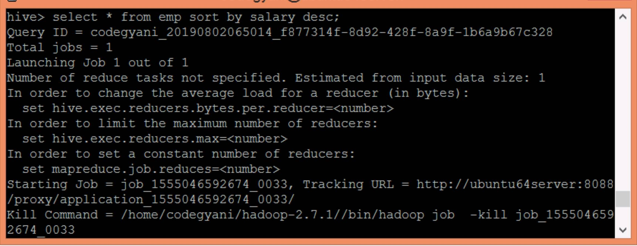 hive> select * from emp sort by salary desc;
Query ID = codegyani_20190802065014_f877314f-8d92-428f-8a9f-1b6a9b67c328
Total jobs = 1
Launching Job 1 out of 1
Number of reduce tasks not specified. Estimated from input data size: 1
In order to change the average load for a reducer (in bytes):
  set hive.exec.reducers.bytes.per.reducer=<number>
In order to limit the maximum number of reducers:
  set hive.exec.reducers.max=<number>
In order to set a constant number of reducers:
  set mapreduce.job.reduces=<number>
Starting Job = job_1555046592674_0033, Tracking URL = http://ubuntu64server:8088
/proxy/application_1555046592674_0033/
Kill Command = /home/codegyani/hadoop-2.7.1//bin/hadoop job  -kill job_155504659
2674_0033